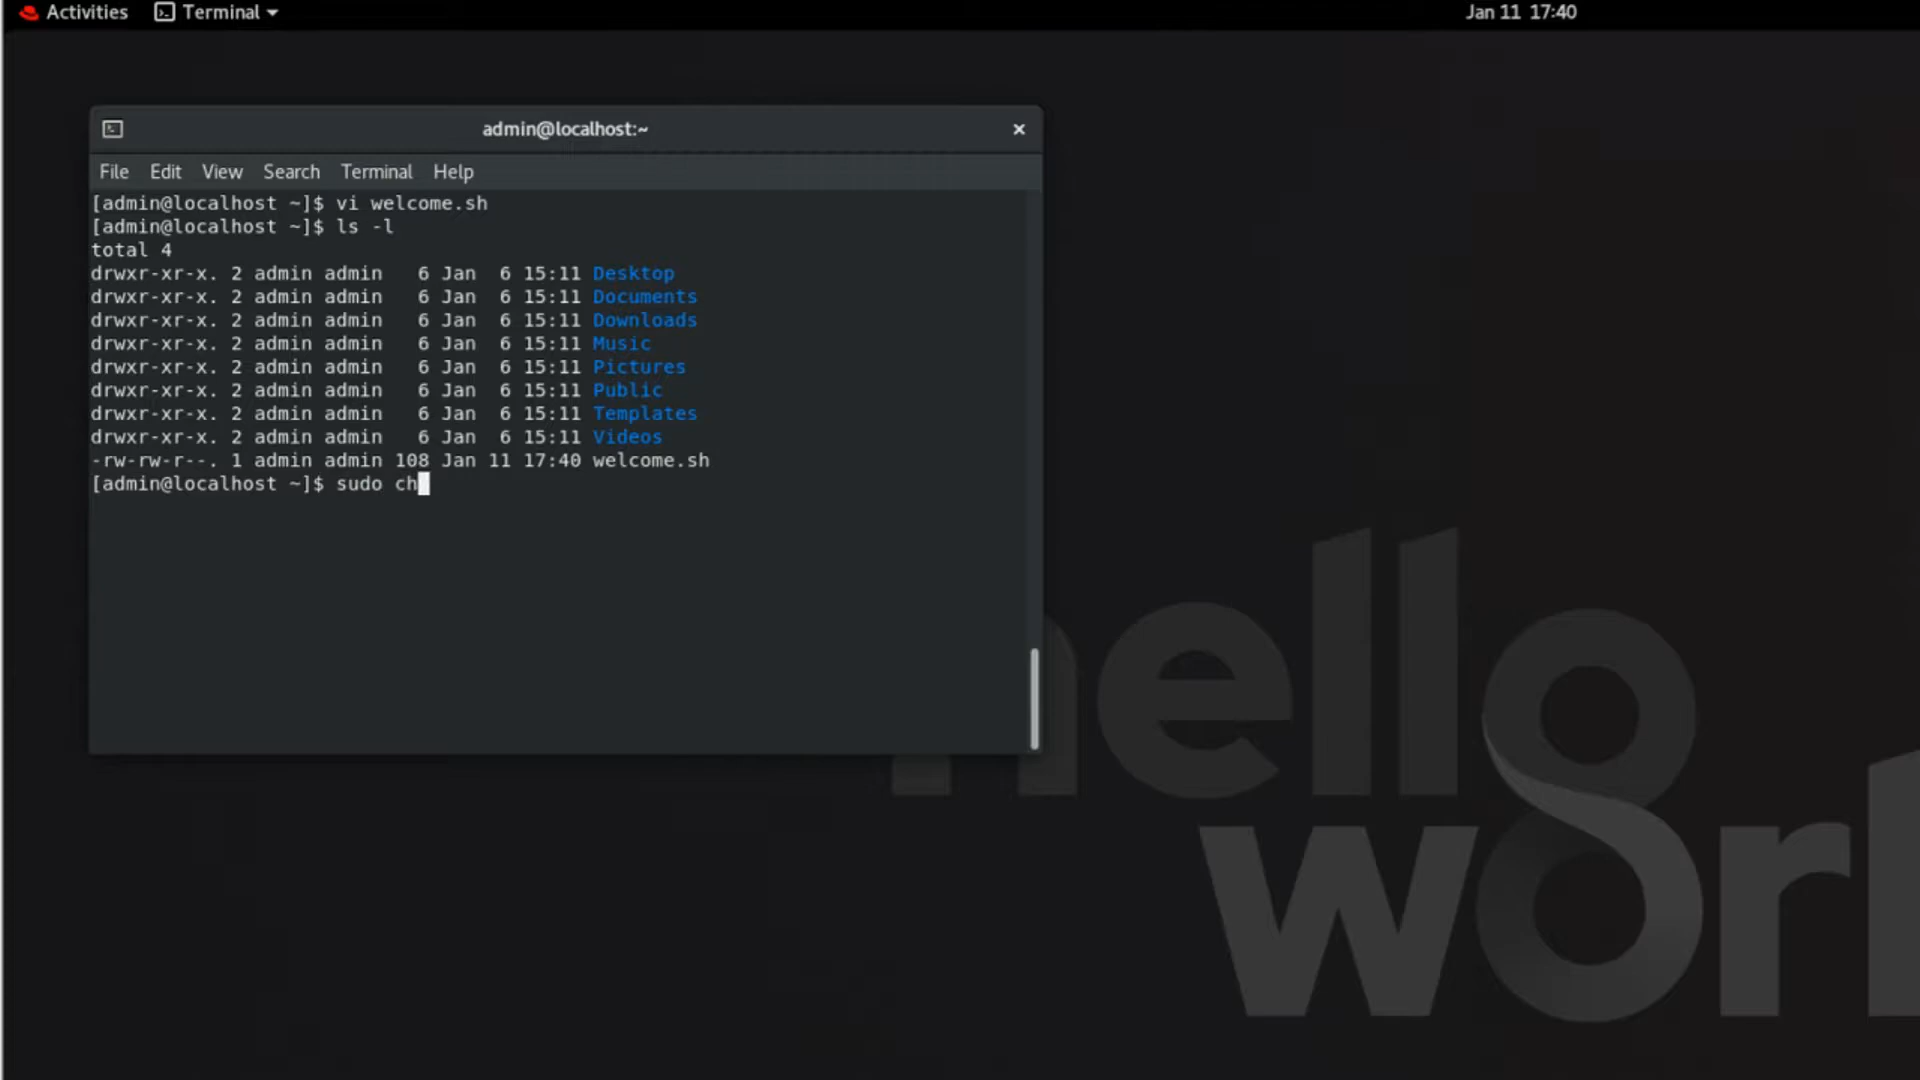 Activities Terminal Jan 11 17:40
admin@localhost:~
File Edit View Search Terminal Help
[admin@localhost ~]$ vi welcome.sh
[admin@localhost ~]$ ls -l
total 4
drwxr-xr-x. 2 admin admin   6 Jan  6 15:11 Desktop
drwxr-xr-x. 2 admin admin   6 Jan  6 15:11 Documents
drwxr-xr-x. 2 admin admin   6 Jan  6 15:11 Downloads
drwxr-xr-x. 2 admin admin   6 Jan  6 15:11 Music
drwxr-xr-x. 2 admin admin   6 Jan  6 15:11 Pictures
drwxr-xr-x. 2 admin admin   6 Jan  6 15:11 Public
drwxr-xr-x. 2 admin admin   6 Jan  6 15:11 Templates
drwxr-xr-x. 2 admin admin   6 Jan  6 15:11 Videos
-rw-rw-r--. 1 admin admin 108 Jan 11 17:40 welcome.sh
[admin@localhost ~]$ sudo ch
hello
worl